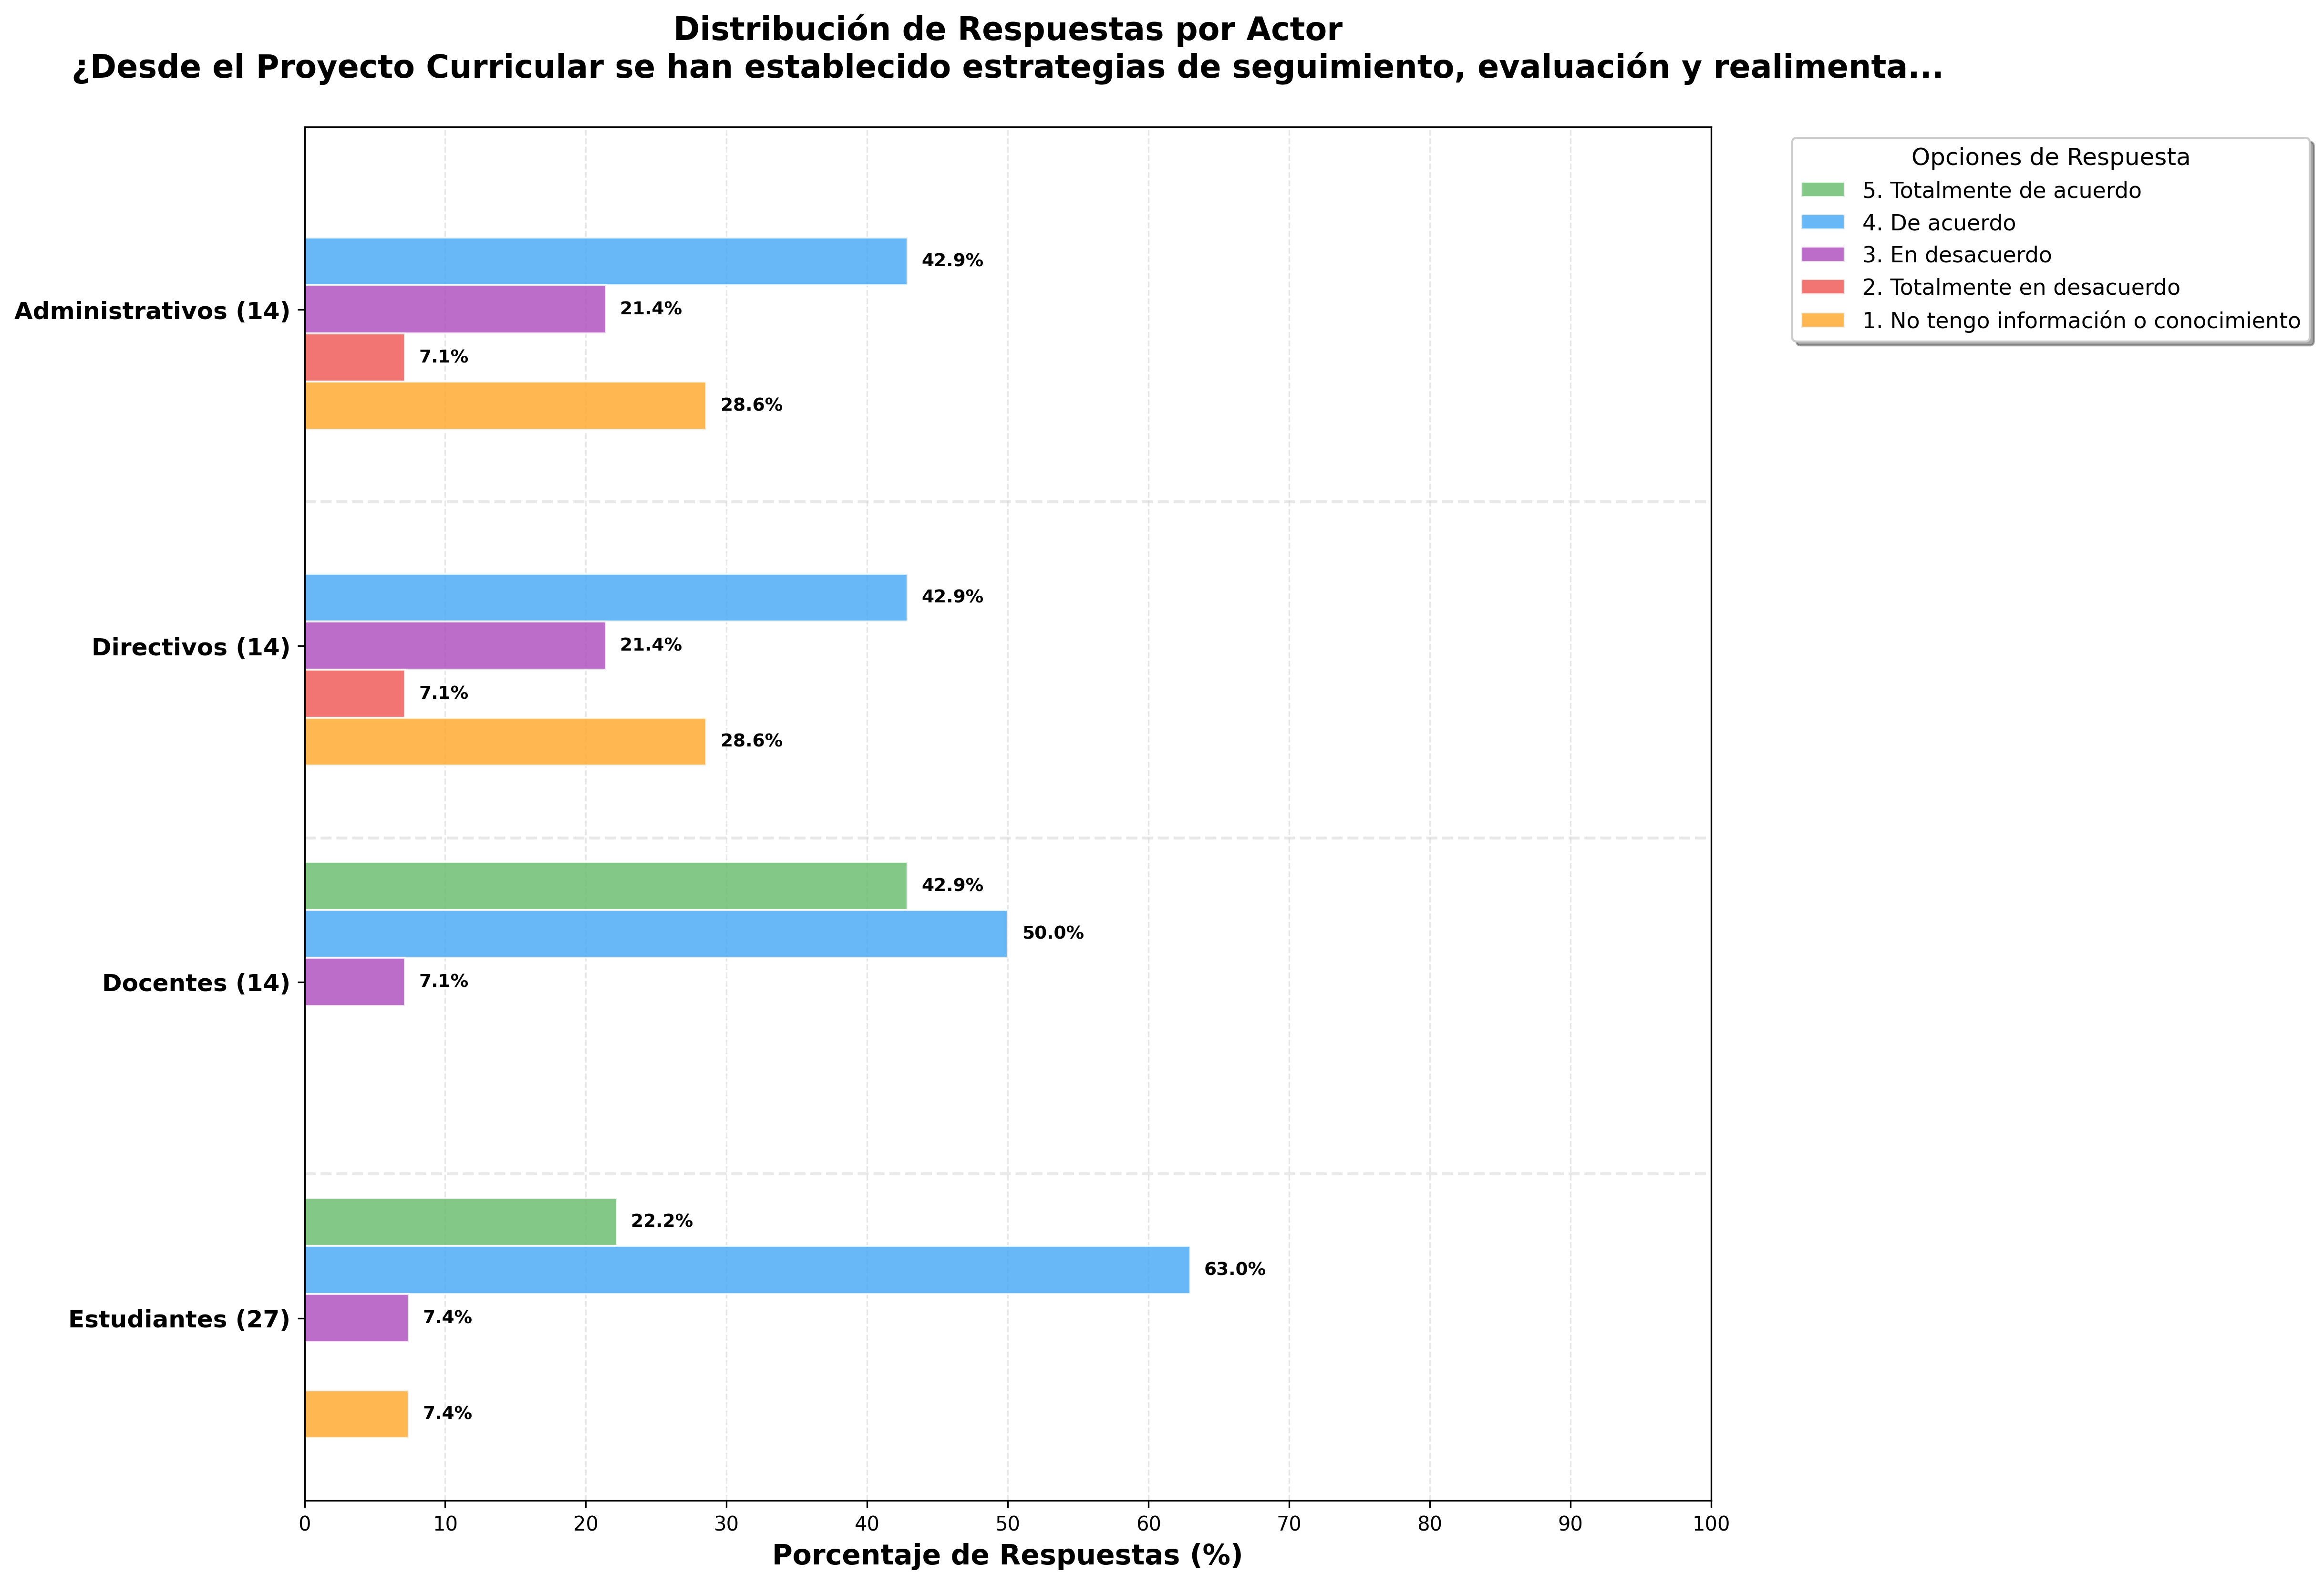 Distribución de Respuestas por Actor
¿Desde el Proyecto Curricular se han establecido estrategias de seguimiento, evaluación y realimenta...
Opciones de Respuesta
5. Totalmente de acuerdo
4. De acuerdo
3. En desacuerdo
2. Totalmente en desacuerdo
1. No tengo información o conocimiento
Administrativos (14)
42.9%
21.4%
7.1%
28.6%
Directivos (14)
42.9%
21.4%
7.1%
28.6%
Docentes (14)
42.9%
50.0%
7.1%
Estudiantes (27)
22.2%
63.0%
7.4%
7.4%
0 10 20 30 40 50 60 70 80 90 100
Porcentaje de Respuestas (%)